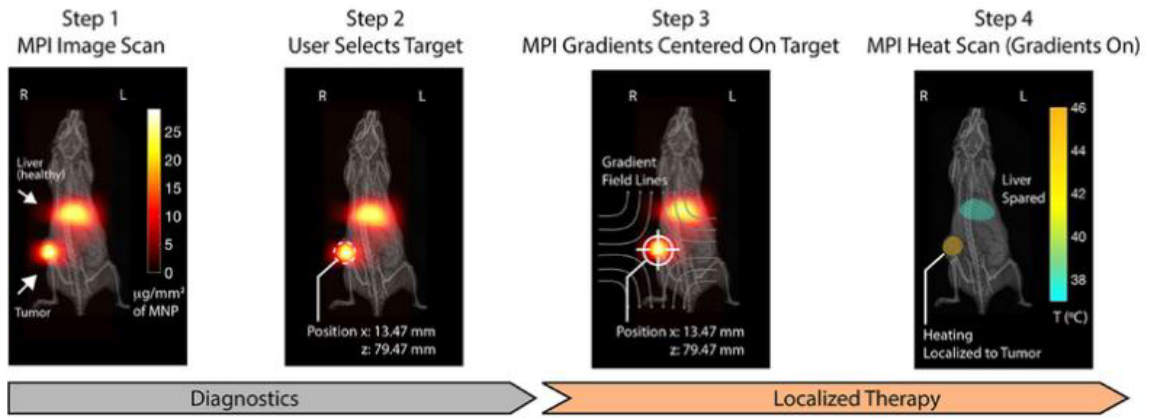 Step 1
MPI Image Scan
R
L
Liver
(healthy)
Tumor
25
20
15
10
5
0
μg/mm²
of MNP
Step 2
User Selects Target
R
L
Position x: 13.47 mm
z: 79.47 mm
Step 3
MPI Gradients Centered On Target
R
L
Gradient
Field Lines
Position x: 13.47 mm
z: 79.47 mm
Step 4
MPI Heat Scan (Gradients On)
R
L
Liver
Spared
46
44
42
40
38
T (ºC)
Heating
Localized to Tumor
Diagnostics
Localized Therapy